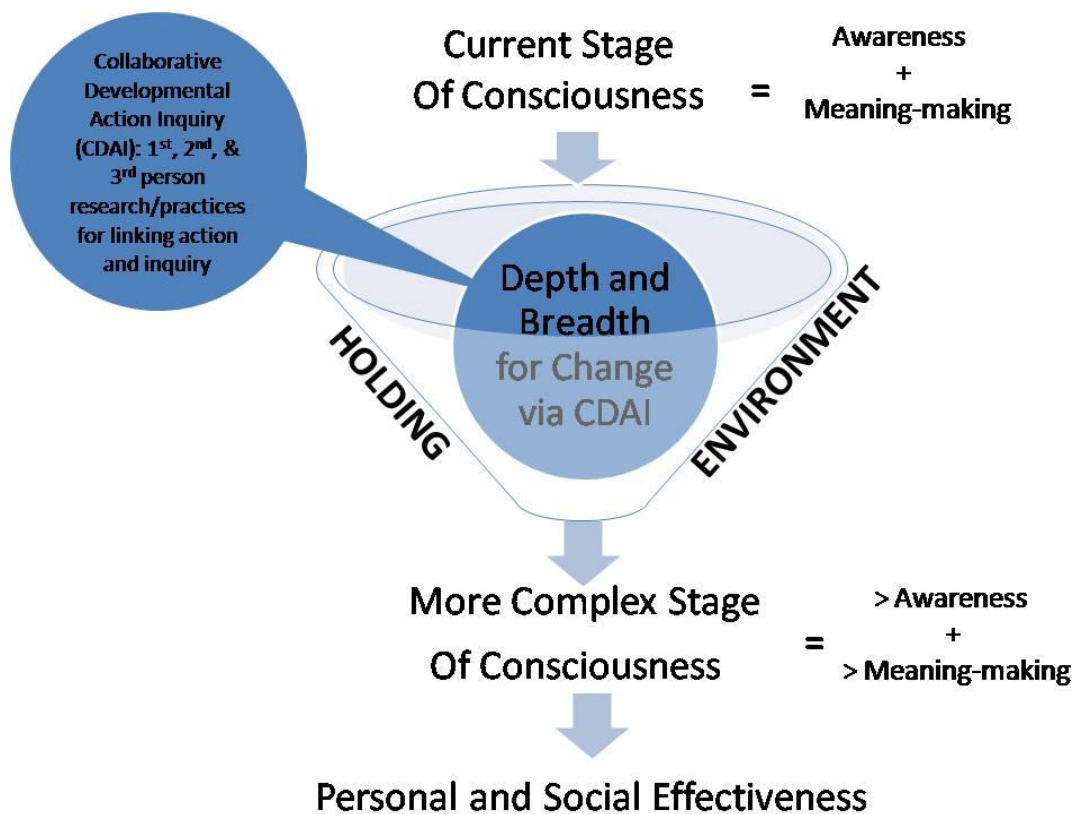 Collaborative
Developmental
Action Inquiry
(CDAI): 1st, 2nd, &
3rd person
research/practices
for linking action
and inquiry
Current Stage
Of Consciousness
=
Awareness
+
Meaning-making
Depth and
Breadth
for Change
via CDAI
HOLDING
ENVIRONMENT
More Complex Stage
Of Consciousness
=
> Awareness
+
> Meaning-making
Personal and Social Effectiveness